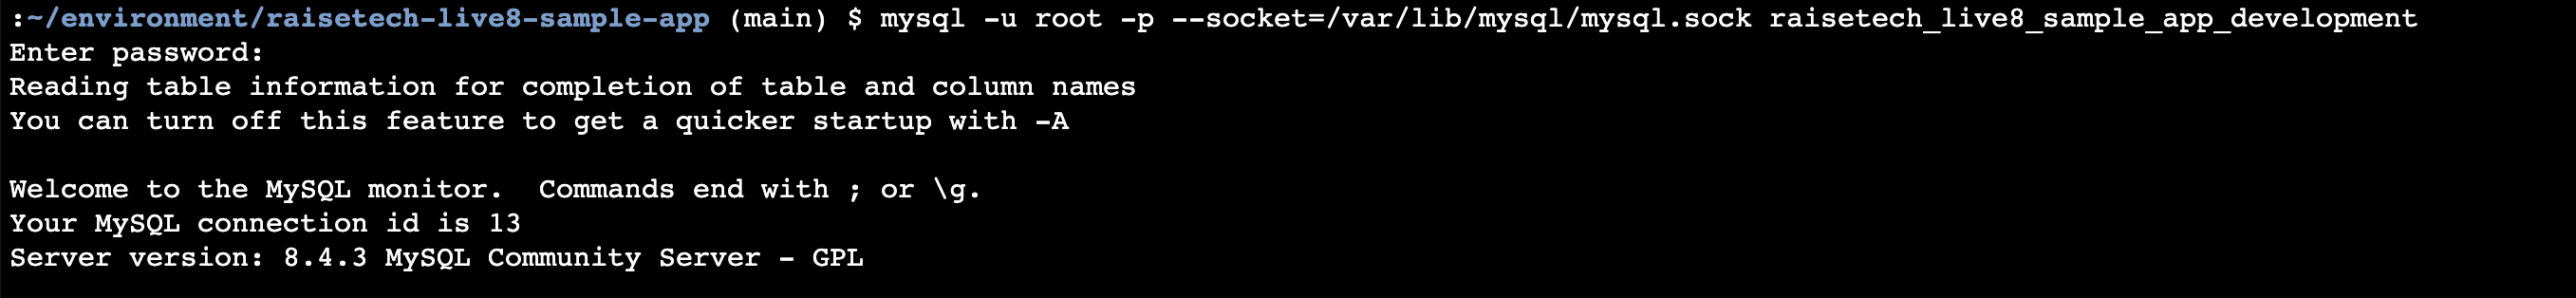 :~/environment/raisetech-live8-sample-app (main) $ mysql -u root -p --socket=/var/lib/mysql/mysql.sock raisetech_live8_sample_app_development
Enter password:
Reading table information for completion of table and column names
You can turn off this feature to get a quicker startup with -A

Welcome to the MySQL monitor.  Commands end with ; or \g.
Your MySQL connection id is 13
Server version: 8.4.3 MySQL Community Server - GPL